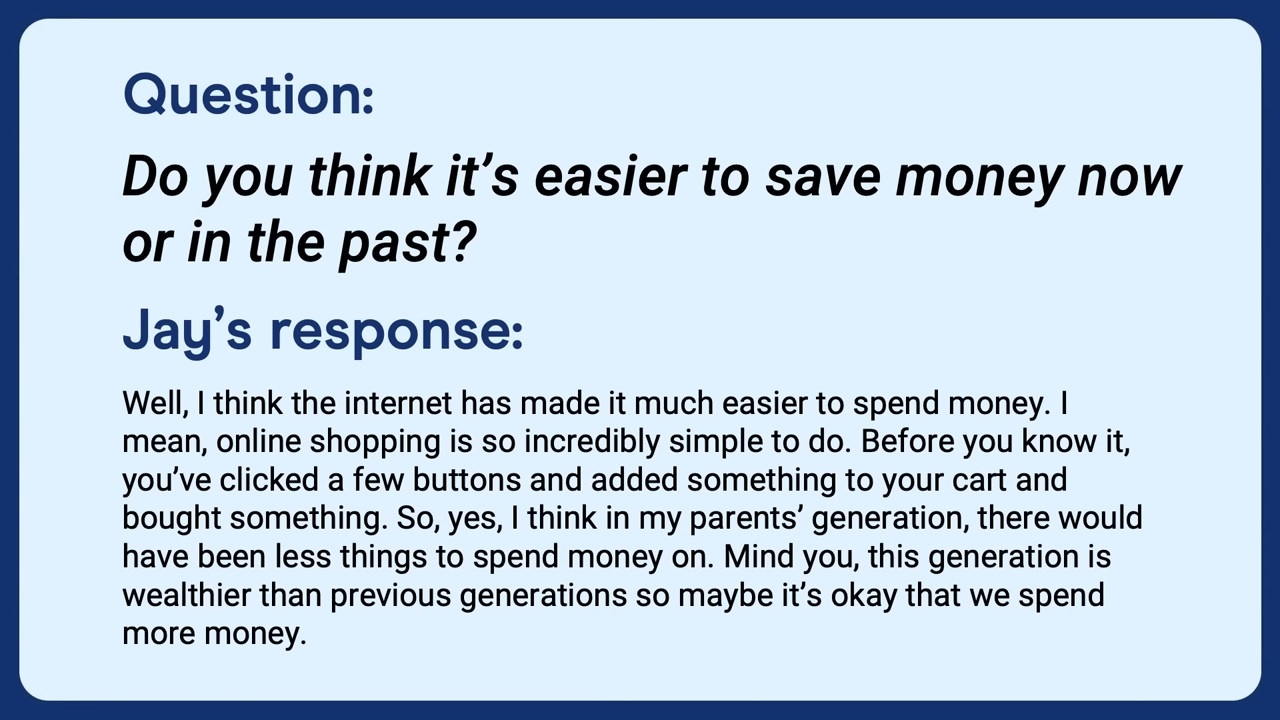 Question:
Do you think it’s easier to save money now
or in the past?
Jay’s response:
Well, I think the internet has made it much easier to spend money. I
mean, online shopping is so incredibly simple to do. Before you know it,
you’ve clicked a few buttons and added something to your cart and
bought something. So, yes, I think in my parents’ generation, there would
have been less things to spend money on. Mind you, this generation is
wealthier than previous generations so maybe it’s okay that we spend
more money.